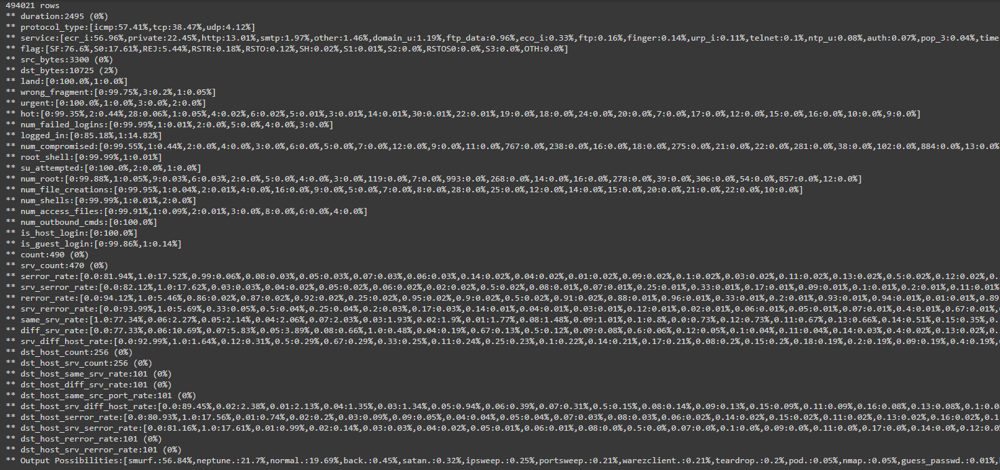 494021 rows
** duration:2495 (0%)
** protocol_type:[icmp:57.41%,tcp:38.47%,udp:4.12%]
** service:[ecr_i:56.96%,private:22.45%,http:13.01%,smtp:1.97%,other:1.46%,domain_u:1.19%,ftp_data:0.96%,eco_i:0.33%,ftp:0.16%,finger:0.14%,urp_i:0.11%,telnet:0.1%,ntp_u:0.08%,auth:0.07%,pop_3:0.04%,time
** flag:[SF:76.6%,S0:17.61%,REJ:5.44%,RSTR:0.18%,RSTO:0.12%,SH:0.02%,S1:0.01%,S2:0.0%,RSTOS0:0.0%,S3:0.0%,OTH:0.0%]
** src_bytes:3300 (0%)
** dst_bytes:10725 (2%)
** land:[0:100.0%,1:0.0%]
** wrong_fragment:[0:99.75%,3:0.2%,1:0.05%]
** urgent:[0:100.0%,1:0.0%,3:0.0%,2:0.0%]
** hot:[0:99.35%,2:0.44%,28:0.06%,1:0.05%,4:0.02%,6:0.02%,5:0.01%,3:0.01%,14:0.01%,30:0.01%,22:0.01%,19:0.0%,18:0.0%,24:0.0%,20:0.0%,7:0.0%,17:0.0%,12:0.0%,15:0.0%,16:0.0%,10:0.0%,9:0.0%]
** num_failed_logins:[0:99.99%,1:0.01%,2:0.0%,5:0.0%,4:0.0%,3:0.0%]
** logged_in:[0:85.18%,1:14.82%]
** num_compromised:[0:99.55%,1:0.44%,2:0.0%,4:0.0%,3:0.0%,6:0.0%,5:0.0%,7:0.0%,12:0.0%,9:0.0%,11:0.0%,767:0.0%,238:0.0%,16:0.0%,18:0.0%,275:0.0%,21:0.0%,22:0.0%,281:0.0%,38:0.0%,102:0.0%,884:0.0%,13:0.0%
** root_shell:[0:99.99%,1:0.01%]
** su_attempted:[0:100.0%,2:0.0%,1:0.0%]
** num_root:[0:99.88%,1:0.05%,9:0.03%,6:0.03%,2:0.0%,5:0.0%,4:0.0%,3:0.0%,119:0.0%,7:0.0%,993:0.0%,268:0.0%,14:0.0%,16:0.0%,278:0.0%,39:0.0%,306:0.0%,54:0.0%,857:0.0%,12:0.0%]
** num_file_creations:[0:99.95%,1:0.04%,2:0.01%,4:0.0%,16:0.0%,9:0.0%,5:0.0%,7:0.0%,8:0.0%,28:0.0%,25:0.0%,12:0.0%,14:0.0%,15:0.0%,20:0.0%,21:0.0%,22:0.0%,10:0.0%]
** num_shells:[0:99.99%,1:0.01%,2:0.0%]
** num_access_files:[0:99.91%,1:0.09%,2:0.01%,3:0.0%,8:0.0%,6:0.0%,4:0.0%]
** num_outbound_cmds:[0:100.0%]
** is_host_login:[0:100.0%]
** is_guest_login:[0:99.86%,1:0.14%]
** count:490 (0%)
** srv_count:470 (0%)
** serror_rate:[0.0:81.94%,1.0:17.52%,0.99:0.06%,0.08:0.03%,0.05:0.03%,0.07:0.03%,0.06:0.03%,0.14:0.02%,0.04:0.02%,0.01:0.02%,0.09:0.02%,0.1:0.02%,0.03:0.02%,0.11:0.02%,0.13:0.02%,0.5:0.02%,0.12:0.02%,0.
** srv_serror_rate:[0.0:82.12%,1.0:17.62%,0.03:0.03%,0.04:0.02%,0.05:0.02%,0.06:0.02%,0.02:0.02%,0.5:0.02%,0.08:0.01%,0.07:0.01%,0.25:0.01%,0.33:0.01%,0.17:0.01%,0.09:0.01%,0.1:0.01%,0.2:0.01%,0.11:0.01%
** rerror_rate:[0.0:94.12%,1.0:5.46%,0.86:0.02%,0.87:0.02%,0.92:0.02%,0.25:0.02%,0.95:0.02%,0.9:0.02%,0.5:0.02%,0.91:0.02%,0.88:0.01%,0.96:0.01%,0.33:0.01%,0.2:0.01%,0.93:0.01%,0.94:0.01%,0.01:0.01%,0.89
** srv_rerror_rate:[0.0:93.99%,1.0:5.69%,0.33:0.05%,0.5:0.04%,0.25:0.04%,0.2:0.03%,0.17:0.03%,0.14:0.01%,0.04:0.01%,0.03:0.01%,0.12:0.01%,0.02:0.01%,0.06:0.01%,0.05:0.01%,0.07:0.01%,0.4:0.01%,0.67:0.01%,
** same_srv_rate:[1.0:77.34%,0.06:2.27%,0.05:2.14%,0.04:2.06%,0.07:2.03%,0.03:1.93%,0.02:1.9%,0.01:1.77%,0.08:1.48%,0.09:1.01%,0.1:0.8%,0.0:0.73%,0.12:0.73%,0.11:0.67%,0.13:0.66%,0.14:0.51%,0.15:0.35%,0.
** diff_srv_rate:[0.0:77.33%,0.06:10.69%,0.07:5.83%,0.05:3.89%,0.08:0.66%,1.0:0.48%,0.04:0.19%,0.67:0.13%,0.5:0.12%,0.09:0.08%,0.6:0.06%,0.12:0.05%,0.1:0.04%,0.11:0.04%,0.14:0.03%,0.4:0.02%,0.13:0.02%,0.
** srv_diff_host_rate:[0.0:92.99%,1.0:1.64%,0.12:0.31%,0.5:0.29%,0.67:0.29%,0.33:0.25%,0.11:0.24%,0.25:0.23%,0.1:0.22%,0.14:0.21%,0.17:0.21%,0.08:0.2%,0.15:0.2%,0.18:0.19%,0.2:0.19%,0.09:0.19%,0.4:0.19%,
** dst_host_count:256 (0%)
** dst_host_srv_count:256 (0%)
** dst_host_same_srv_rate:101 (0%)
** dst_host_diff_srv_rate:101 (0%)
** dst_host_same_src_port_rate:101 (0%)
** dst_host_srv_diff_host_rate:[0.0:89.45%,0.02:2.38%,0.01:2.13%,0.04:1.35%,0.03:1.34%,0.05:0.94%,0.06:0.39%,0.07:0.31%,0.5:0.15%,0.08:0.14%,0.09:0.13%,0.15:0.09%,0.11:0.09%,0.16:0.08%,0.13:0.08%,0.1:0.0
** dst_host_serror_rate:[0.0:80.93%,1.0:17.56%,0.01:0.74%,0.02:0.2%,0.03:0.09%,0.09:0.05%,0.04:0.04%,0.05:0.04%,0.07:0.03%,0.08:0.03%,0.06:0.02%,0.14:0.02%,0.15:0.02%,0.11:0.02%,0.13:0.02%,0.16:0.02%,0.1
** dst_host_srv_serror_rate:[0.0:81.16%,1.0:17.61%,0.01:0.99%,0.02:0.14%,0.03:0.03%,0.04:0.02%,0.05:0.01%,0.06:0.01%,0.08:0.0%,0.5:0.0%,0.07:0.0%,0.1:0.0%,0.09:0.0%,0.11:0.0%,0.17:0.0%,0.14:0.0%,0.12:0.0
** dst_host_rerror_rate:101 (0%)
** dst_host_srv_rerror_rate:101 (0%)
** Output Possibilities:[smurf.:56.84%,neptune.:21.7%,normal.:19.69%,back.:0.45%,satan.:0.32%,ipsweep.:0.25%,portsweep.:0.21%,warezclient.:0.21%,teardrop.:0.2%,pod.:0.05%,nmap.:0.05%,guess_passwd.:0.01%,